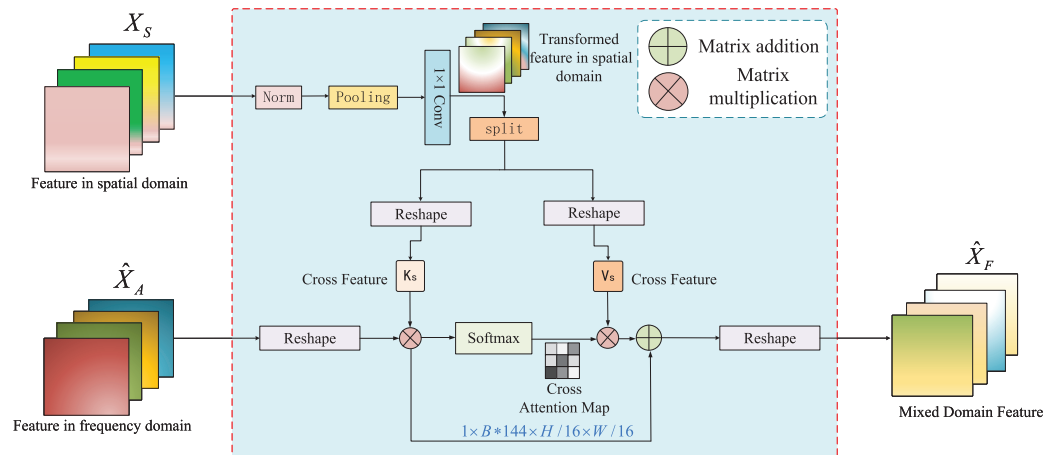 X_S
Feature in spatial domain
Norm
Pooling
1×1 Conv
Transformed
feature in spatial
domain
split
Matrix addition
Matrix
multiplication
Reshape
Reshape
Cross Feature
K_s
V_s
Cross Feature
X̂_A
Feature in frequency domain
Reshape
Softmax
Cross
Attention Map
Reshape
1×B*144×H/16×W/16
X̂_F
Mixed Domain Feature